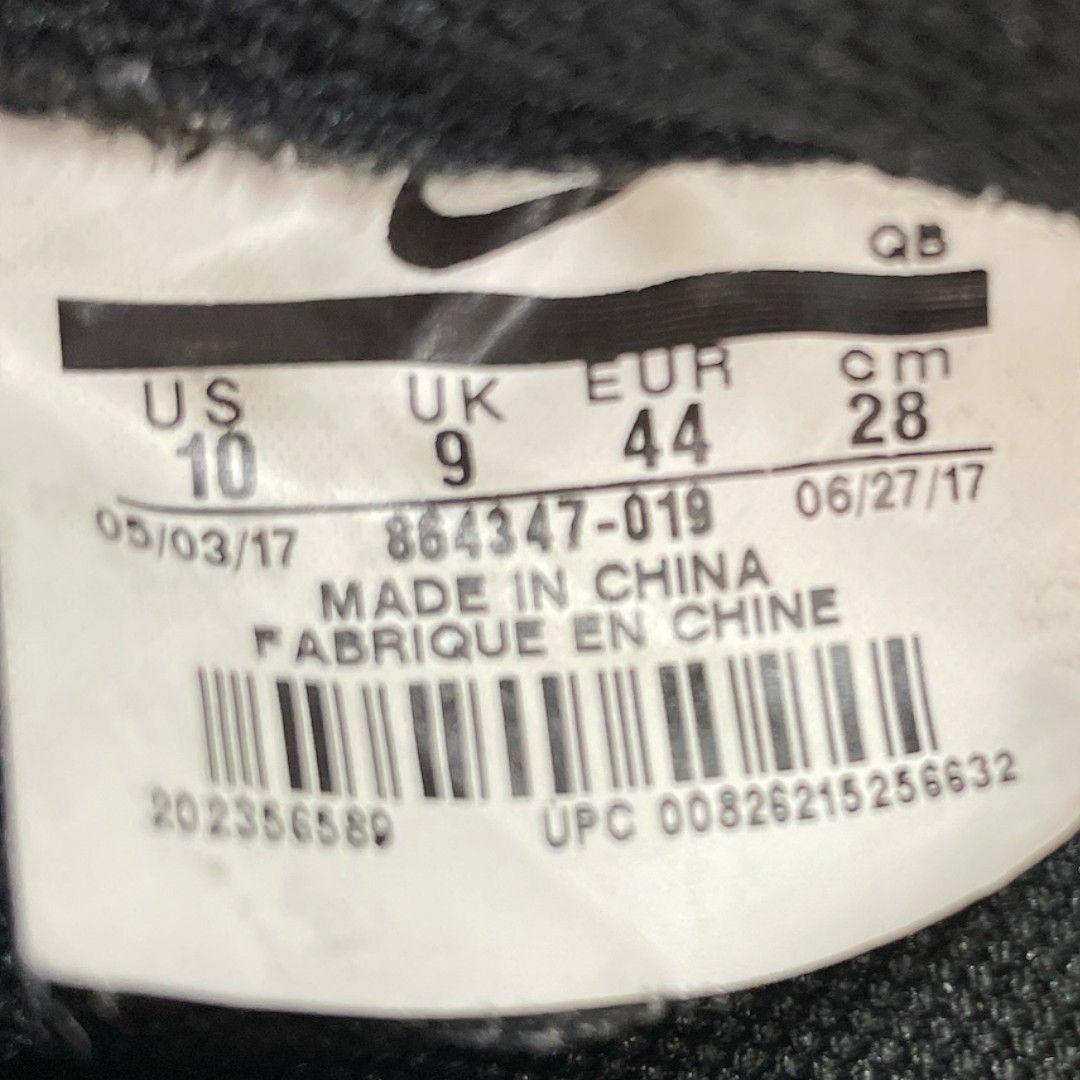 QB
US UK EUR cm
10 9 44 28
05/03/17 864347-019 06/27/17
MADE IN CHINA
FABRIQUE EN CHINE
202356589 UPC 00826215256632